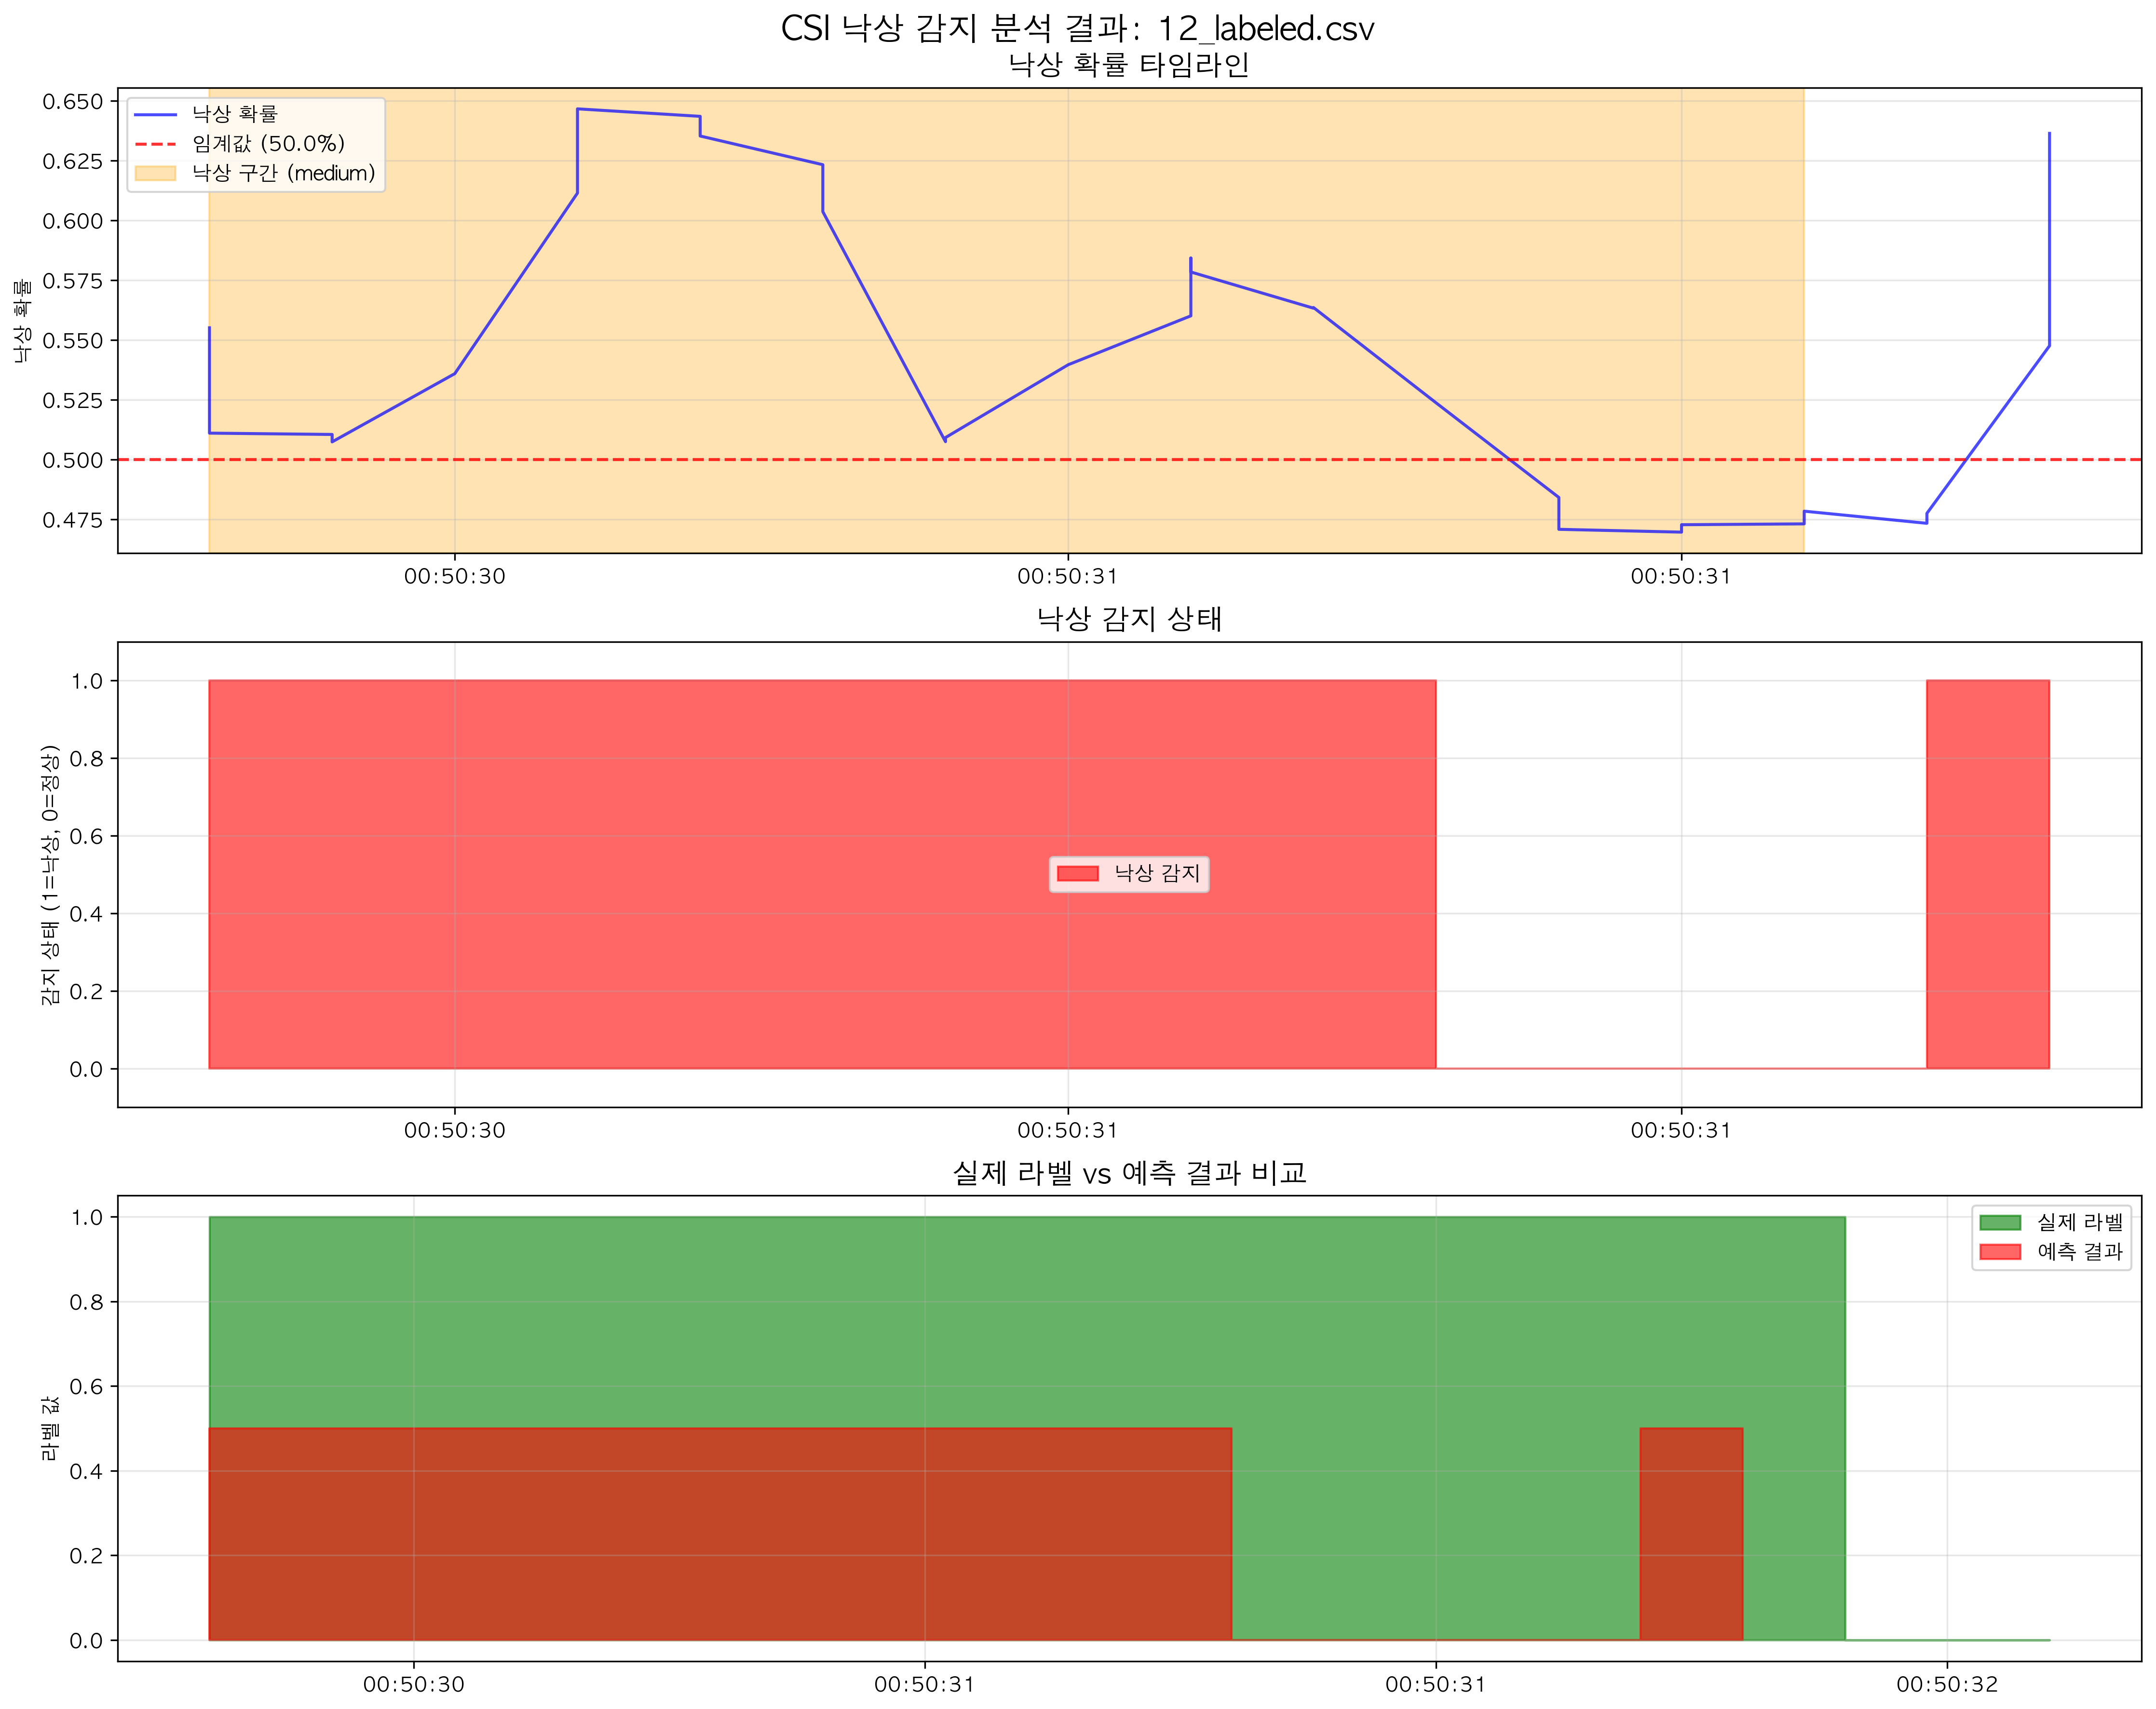 CSI 낙상 감지 분석 결과: 12_labeled.csv
낙상 확률 타임라인
낙상 확률
임계값 (50.0%)
낙상 구간 (medium)
낙상 확률
0.650
0.625
0.600
0.575
0.550
0.525
0.500
0.475
00:50:30
00:50:31
00:50:31
낙상 감지 상태
감지 상태 (1=낙상, 0=정상)
1.0
0.8
0.6
0.4
0.2
0.0
낙상 감지
00:50:30
00:50:31
00:50:31
실제 라벨 vs 예측 결과 비교
실제 라벨
예측 결과
라벨 값
1.0
0.8
0.6
0.4
0.2
0.0
00:50:30
00:50:31
00:50:31
00:50:32